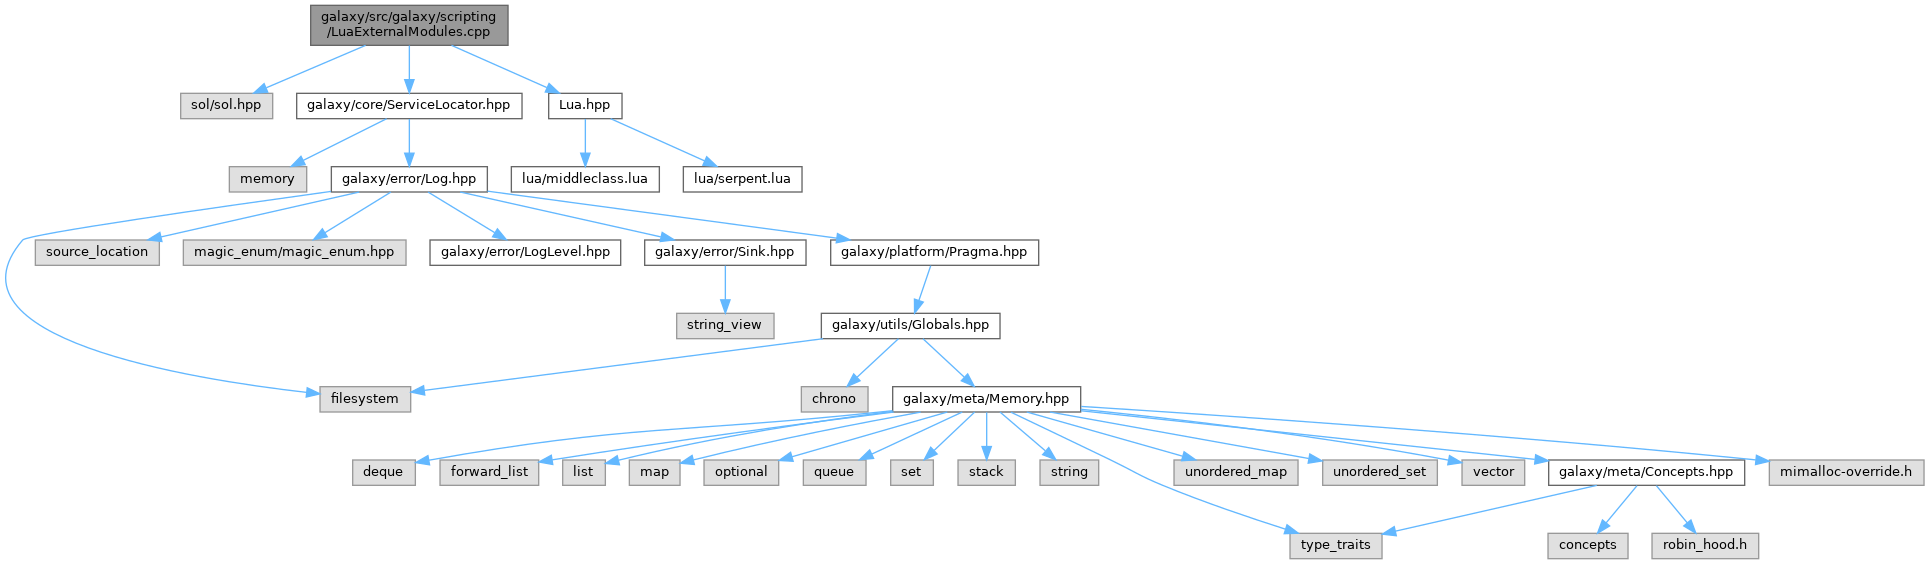 galaxy/src/galaxy/scripting
/LuaExternalModules.cpp
sol/sol.hpp
galaxy/core/ServiceLocator.hpp
Lua.hpp
memory
galaxy/error/Log.hpp
lua/middleclass.lua
lua/serpent.lua
source_location
magic_enum/magic_enum.hpp
galaxy/error/LogLevel.hpp
galaxy/error/Sink.hpp
galaxy/platform/Pragma.hpp
string_view
galaxy/utils/Globals.hpp
filesystem
chrono
galaxy/meta/Memory.hpp
deque
forward_list
list
map
optional
queue
set
stack
string
unordered_map
unordered_set
vector
galaxy/meta/Concepts.hpp
mimalloc-override.h
type_traits
concepts
robin_hood.h